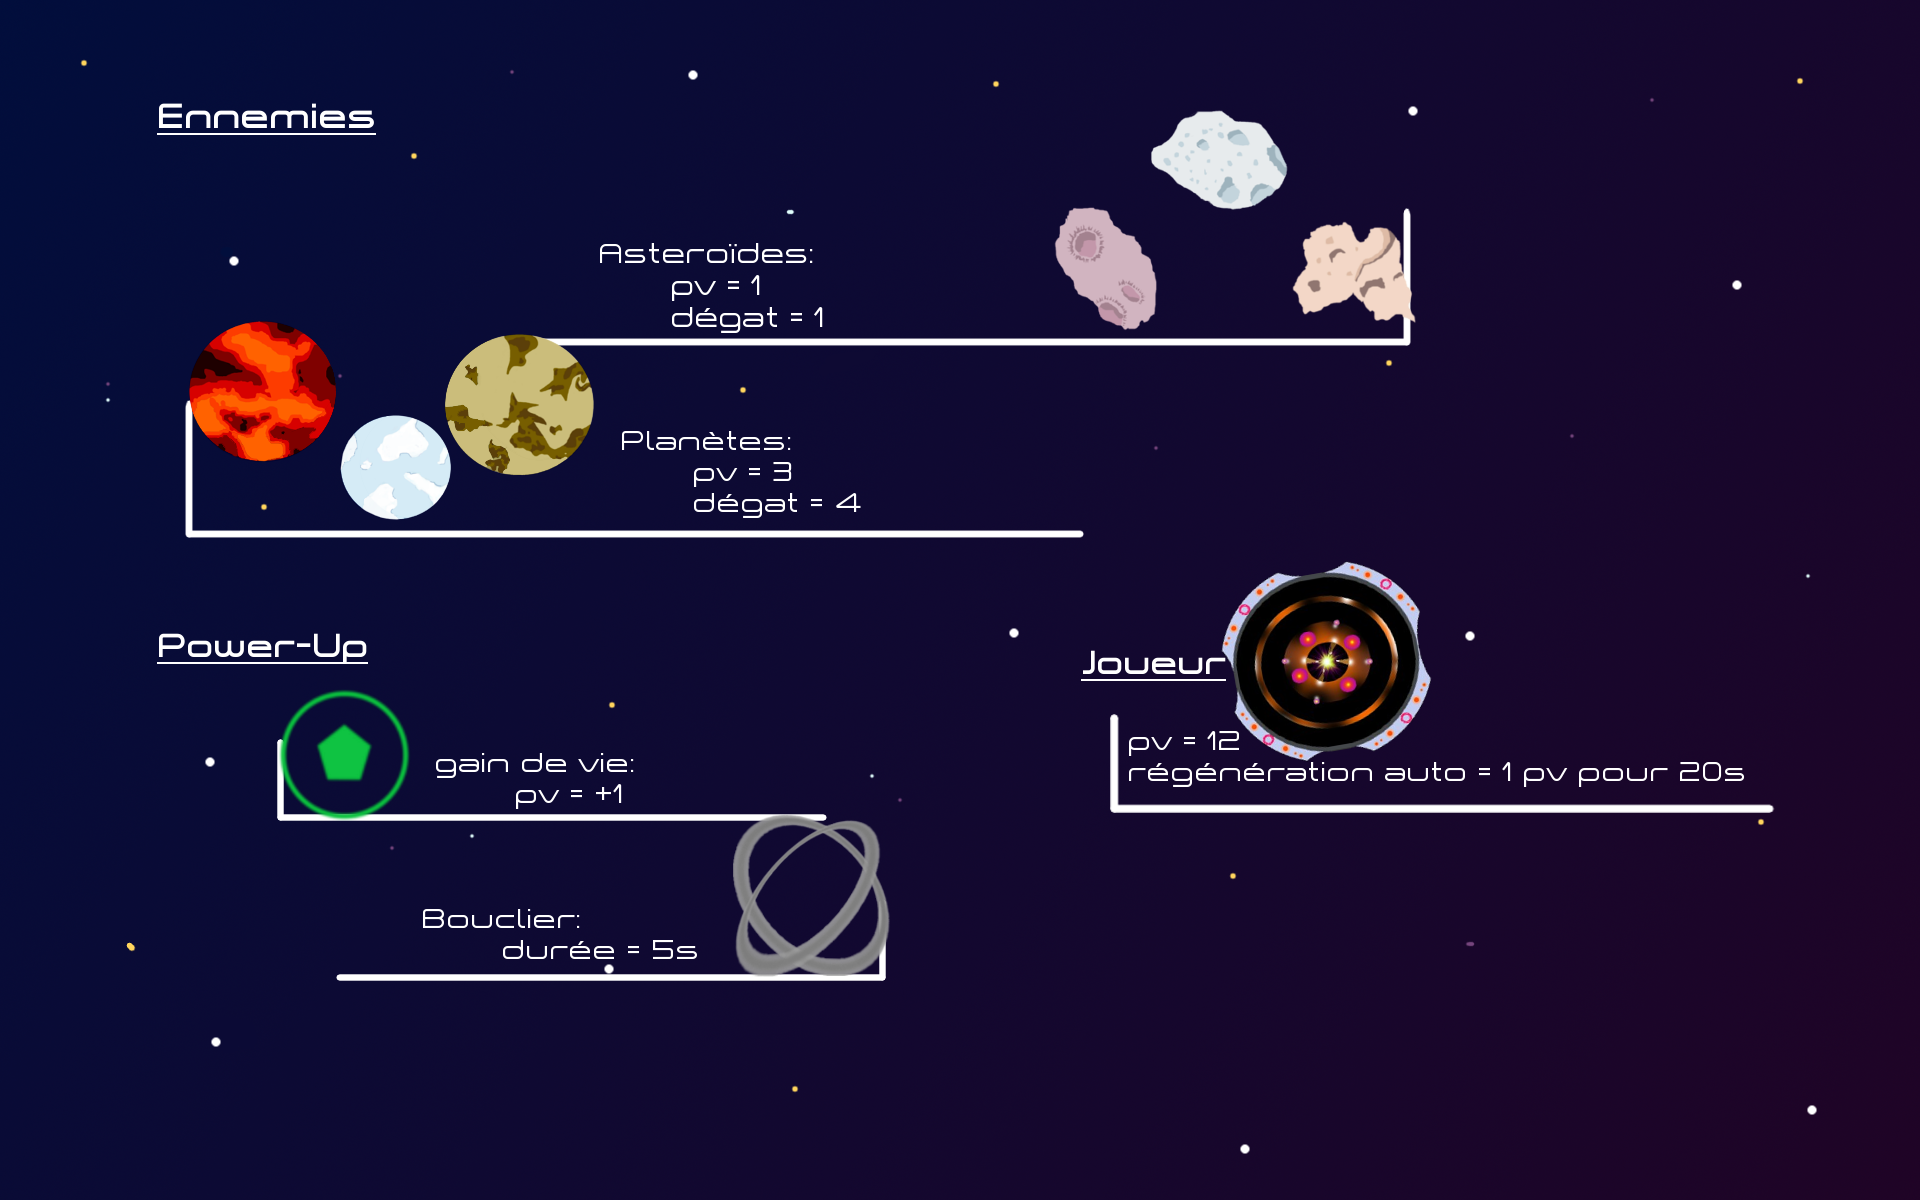 Ennemies
Asteroïdes:
pv = 1
dégat = 1
Planètes:
pv = 3
dégat = 4
Power-Up
gain de vie:
pv = +1
Bouclier:
durée = 5s
Joueur
pv = 12
régénération auto = 1 pv pour 20s